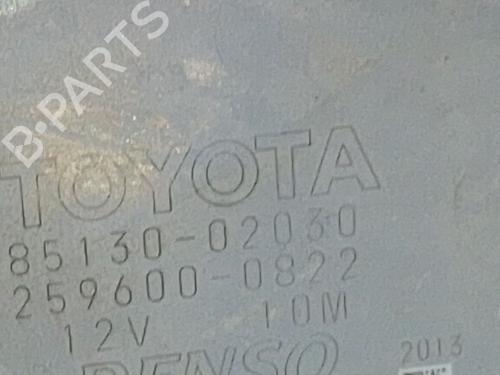 B-PARTS
TOYOTA
85130-02030
259600-0822
12V 10M
DENSO 2013